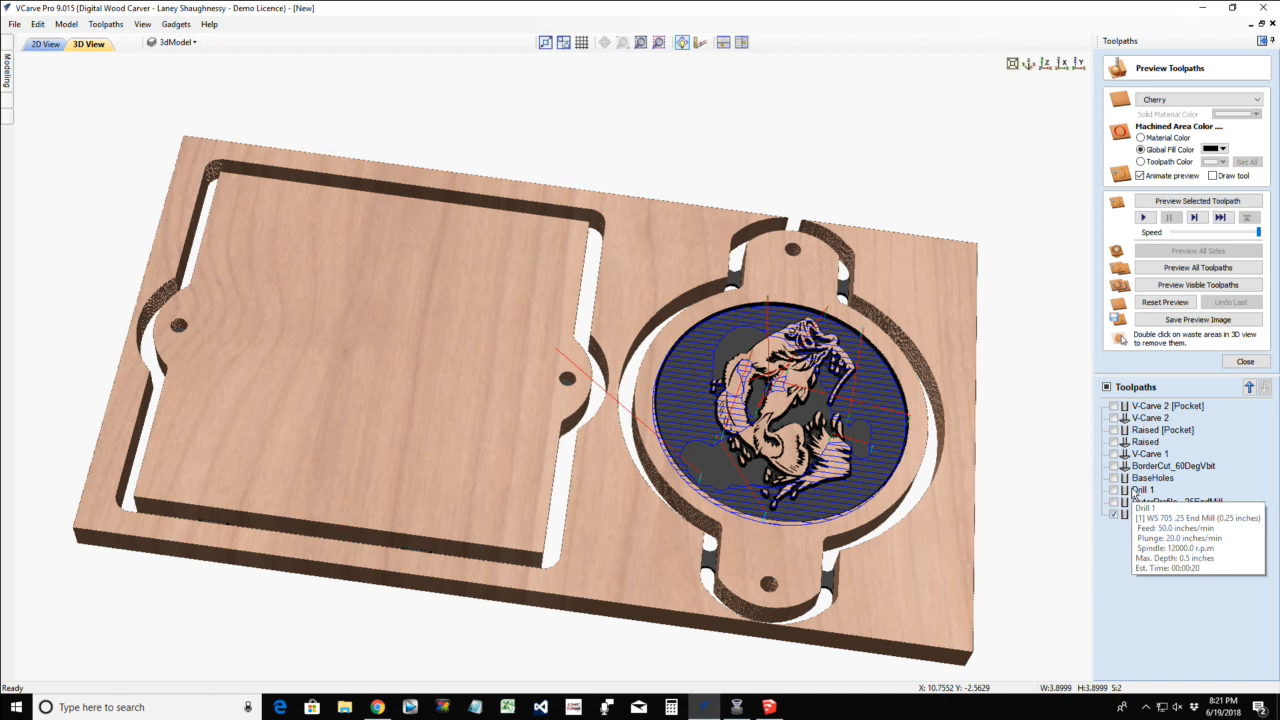 VCarve Pro 9.015 {Digital Wood Carver - Laney Shaughnessy - Demo Licence} - [New]
File Edit Model Toolpaths View Gadgets Help
2D View 3D View 3dModel
Modeling
Z X Y
Toolpaths
Preview Toolpaths
Cherry
Solid Material Color
Machined Area Color ....
Material Color
Global Fill Color
Toolpath Color Set All
Animate preview Draw tool
Preview Selected Toolpath
Speed
Preview All Sides
Preview All Toolpaths
Preview Visible Toolpaths
Reset Preview Undo Last
Save Preview Image
Double click on waste areas in 3D view
to remove them.
Close
Toolpaths
V-Carve 2 [Pocket]
V-Carve 2
Raised [Pocket]
Raised
V-Carve 1
BorderCut_60DegVbit
BaseHoles
Drill 1
Drill 1
[1] WS 705 .25 End Mill (0.25 inches)
Feed: 50.0 inches/min
Plunge: 20.0 inches/min
Spindle: 12000.0 r.p.m
Max. Depth: 0.5 inches
Est. Time: 00:00:20
Ready
X: 10.7552 Y: -2.5629
W:3.8999 H:3.8999 S:2
Type here to search
8:21 PM
6/19/2018
2